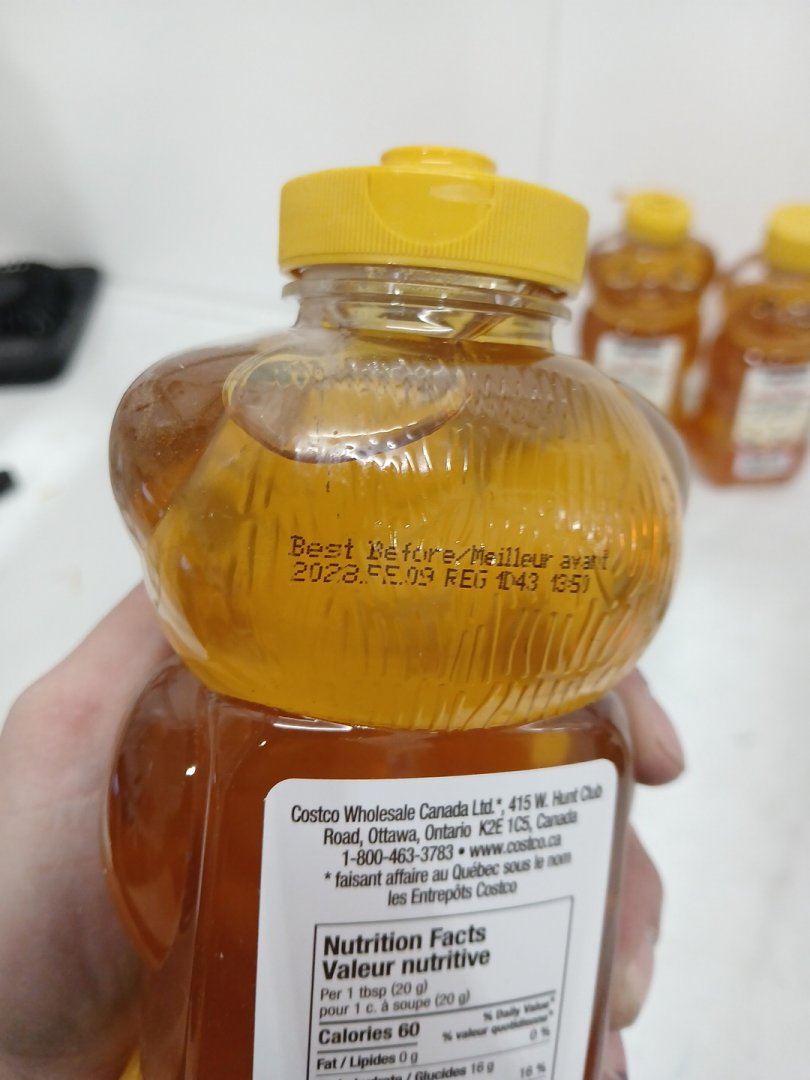 Best Before/Meilleur avant
2028.FE.09 REG 1D43 13:50
Costco Wholesale Canada Ltd.*, 415 W. Hunt Club
Road, Ottawa, Ontario K2E 1C5, Canada
1-800-463-3783 • www.costco.ca
* faisant affaire au Québec sous le nom
les Entrepôts Costco
Nutrition Facts
Valeur nutritive
Per 1 tbsp (20 g)
pour 1 c. à soupe (20 g)
% Daily Value*
Calories 60
% valeur quotidienne*
Fat / Lipides 0 g
0 %
/ Glucides 16 g
16 %